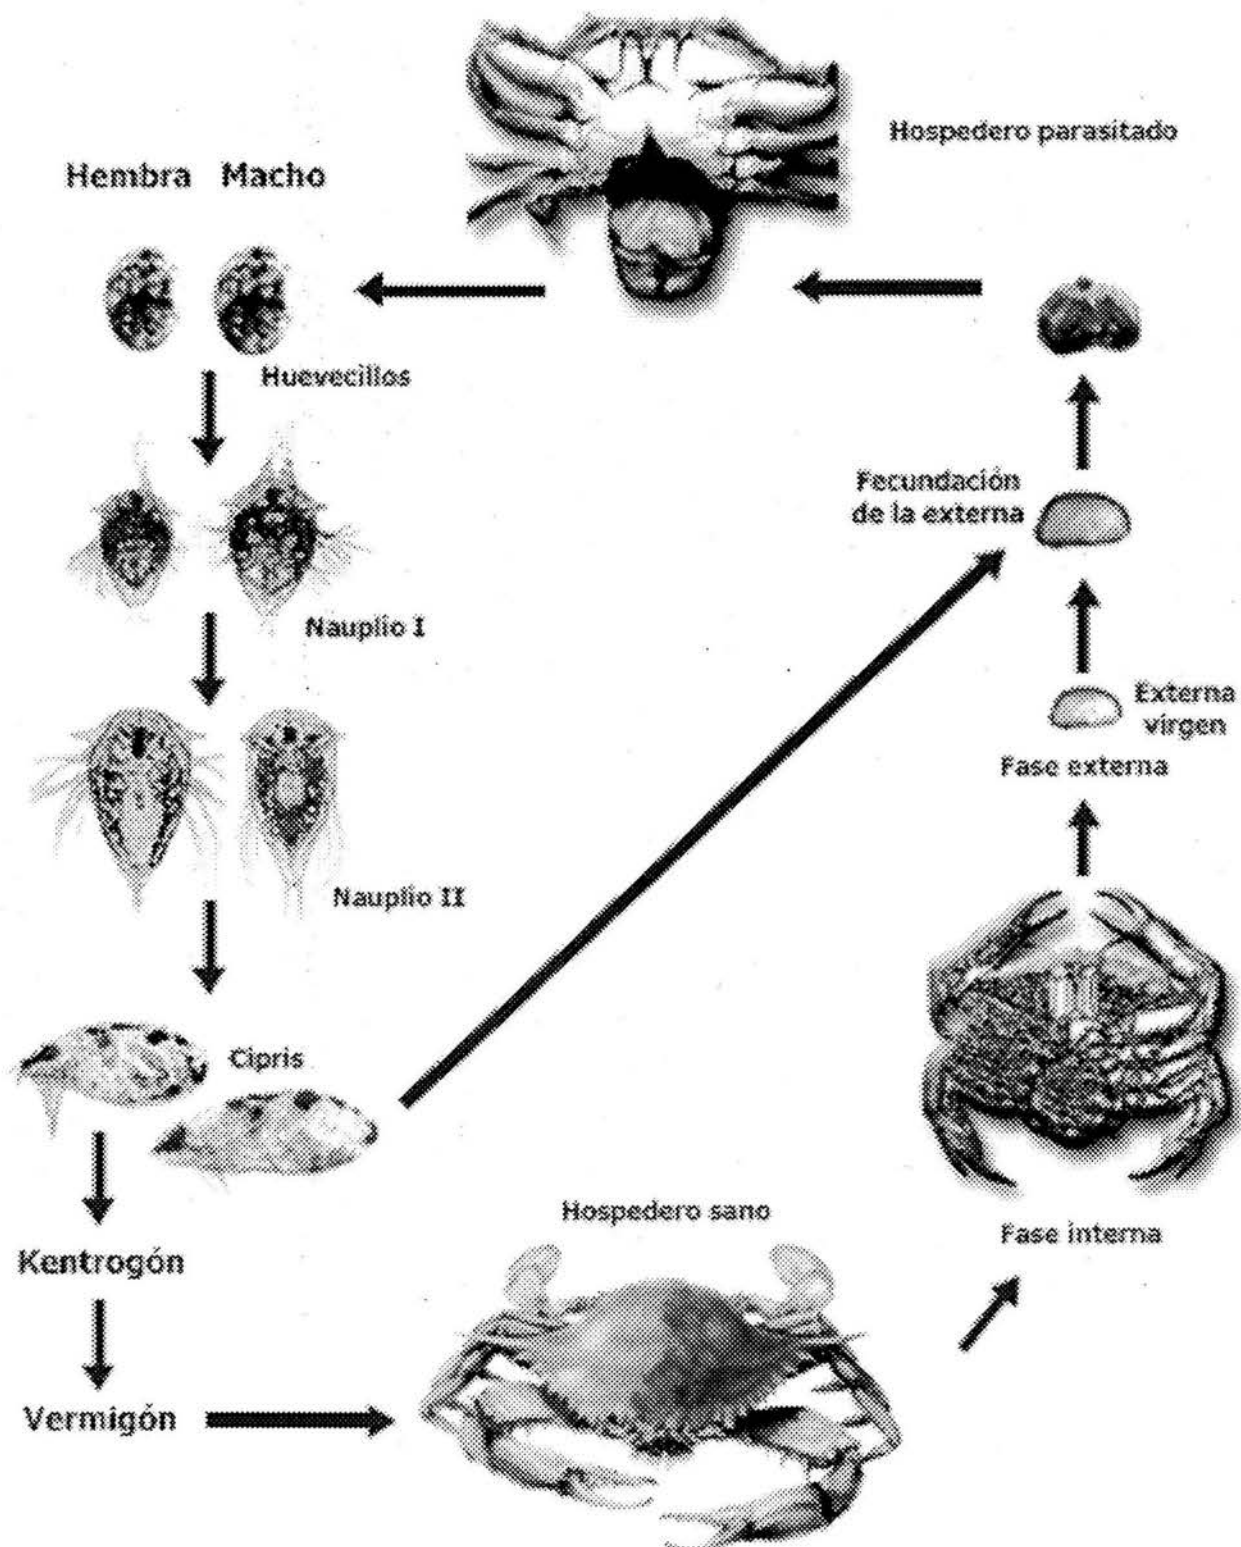 Hospedero parasitado
Hembra Macho
Huevecillos
Fecundación
de la externa
Nauplio I
Externa
virgen
Fase externa
Nauplio II
Cipris
Hospedero sano
Fase interna
Kentrogón
Vermigón